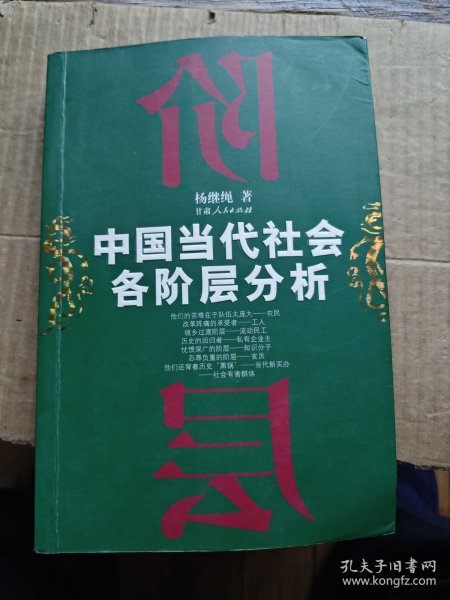 杨继绳 著
甘肃人民出版社
中国当代社会
各阶层分析
他们的苦难在于队伍太庞大——农民
改革阵痛的承受者——工人
城乡过渡阶层——流动民工
历史的回归者——私有企业主
忧愤深广的阶层——知识分子
忍辱负重的阶层——官员
他们还背着历史“黑锅”——当代新买办
——社会有害群体
层
孔夫子旧书网
www.kongfz.com